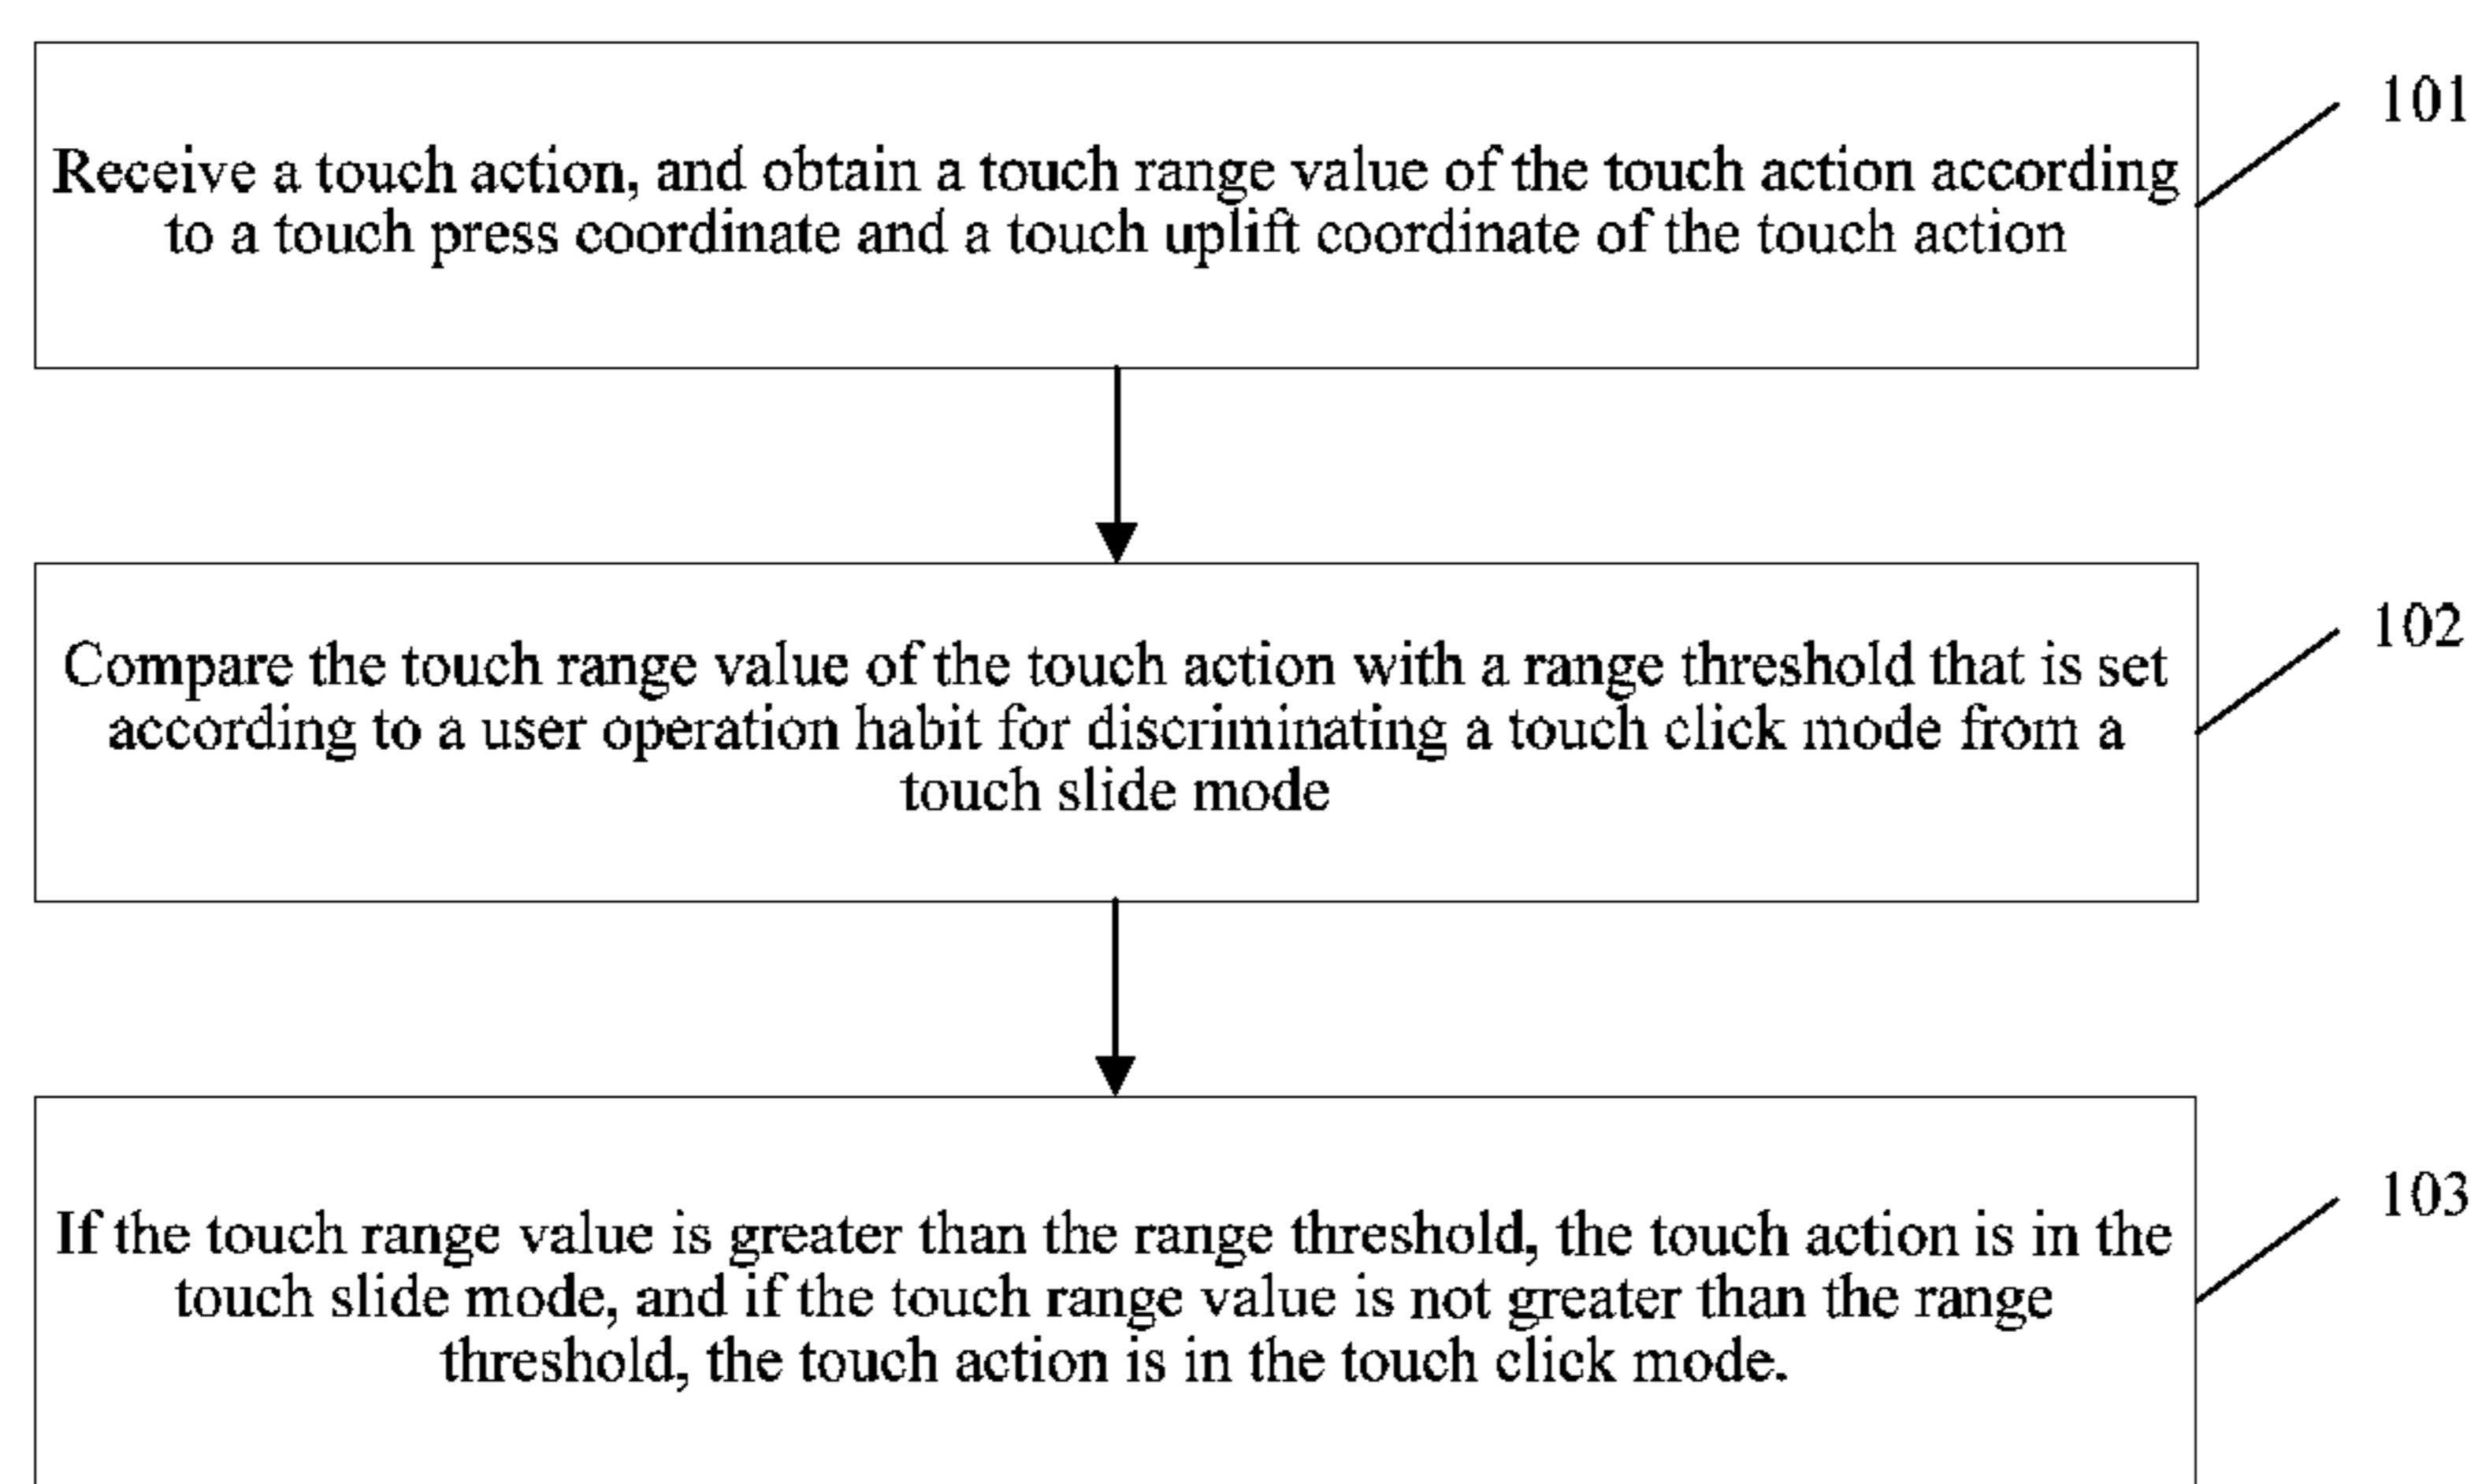 101
Receive a touch action, and obtain a touch range value of the touch action according
to a touch press coordinate and a touch uplift coordinate of the touch action
102
Compare the touch range value of the touch action with a range threshold that is set
according to a user operation habit for discriminating a touch click mode from a
touch slide mode
103
If the touch range value is greater than the range threshold, the touch action is in the
touch slide mode, and if the touch range value is not greater than the range
threshold, the touch action is in the touch click mode.